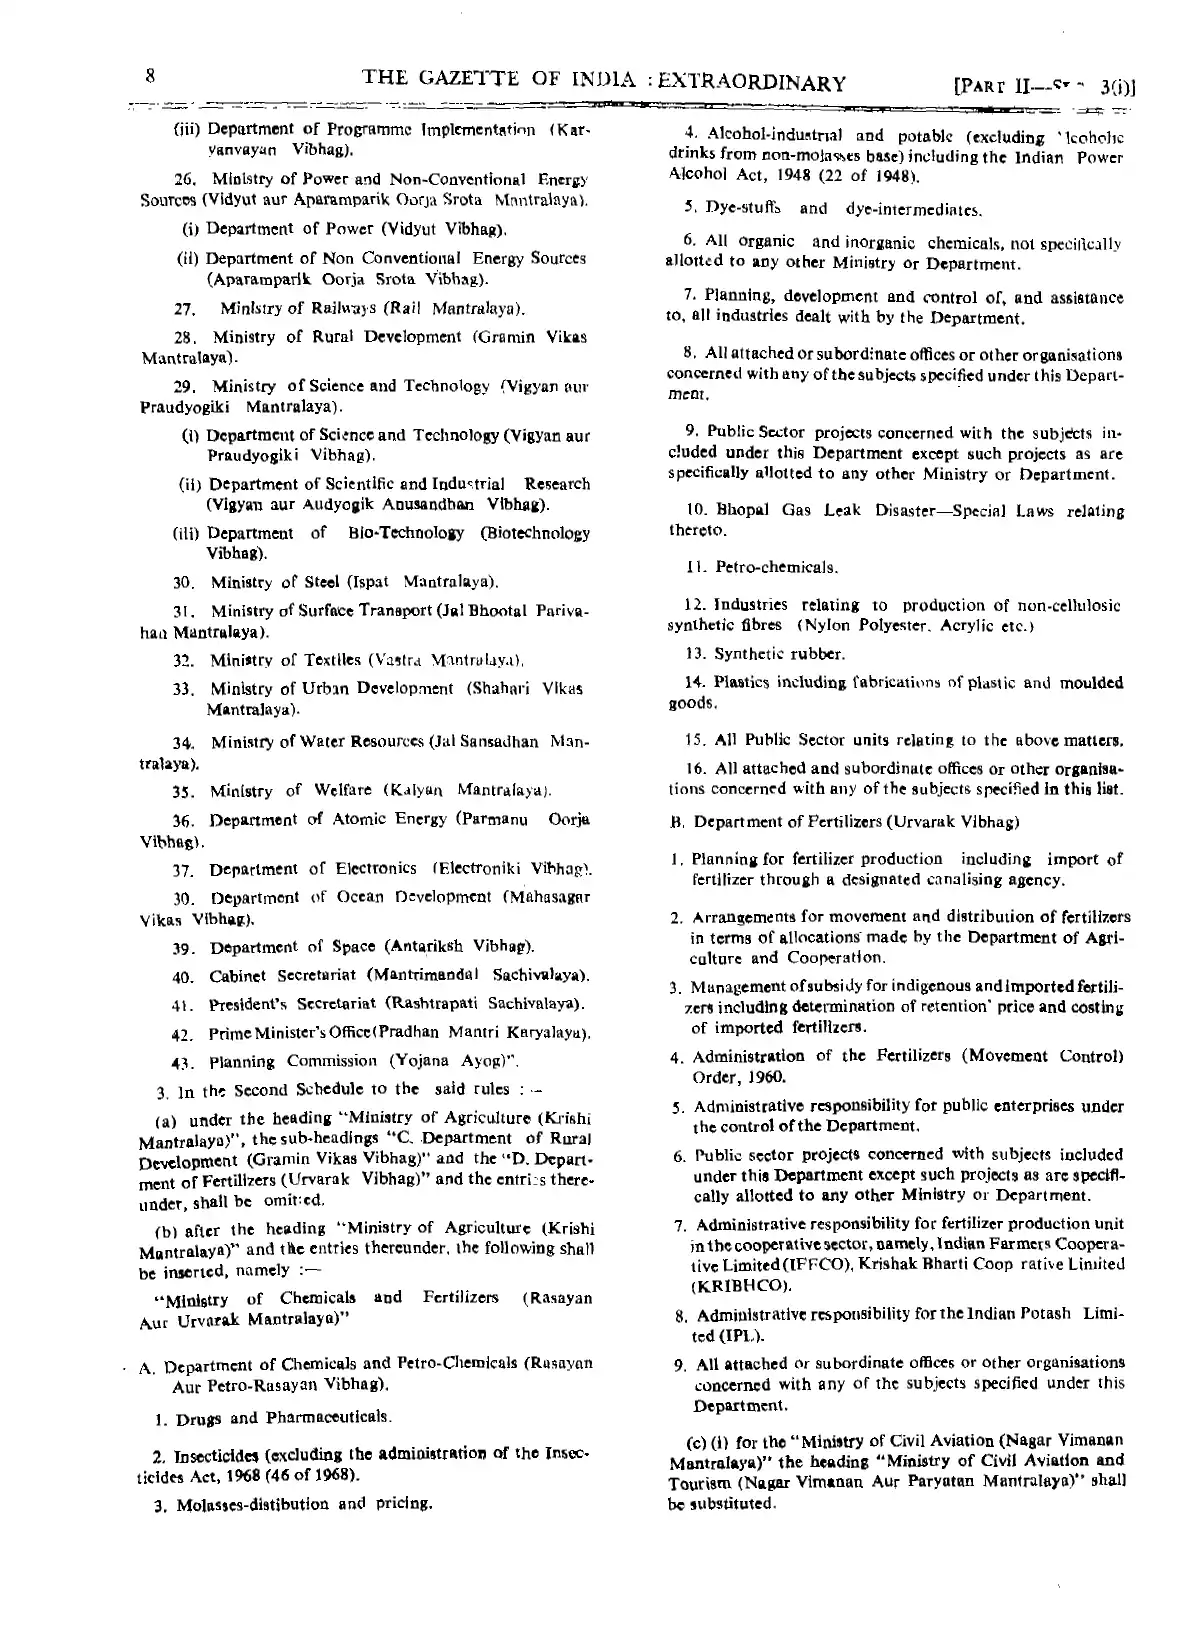 8
THE GAZETTE OF INDIA : EXTRAORDINARY
[PART II— 3(i)]
(iii) Department of Programme Implementation (Kar-
yanvayan Vibhag).
26. Ministry of Power and Non-Conventional Energy
Sources (Vidyut aur Aparamparik Oorja Srota Mantralaya).
(i) Department of Power (Vidyut Vibhag).
(ii) Department of Non Conventional Energy Sources
(Aparamparik Oorja Srota Vibhag).
27. Ministry of Railways (Rail Mantralaya).
28. Ministry of Rural Development (Gramin Vikas
Mantralaya).
29. Ministry of Science and Technology (Vigyan aur
Praudyogiki Mantralaya).
(i) Department of Science and Technology (Vigyan aur
Praudyogiki Vibhag).
(ii) Department of Scientific and Industrial Research
(Vigyan aur Audyogik Anusandhan Vibhag).
(iii) Department of Bio-Technology (Biotechnology
Vibhag).
30. Ministry of Steel (Ispat Mantralaya).
31. Ministry of Surface Transport (Jal Bhootal Pariva-
han Mantralaya).
32. Ministry of Textiles (Vastra Mantralaya).
33. Ministry of Urban Development (Shahari Vikas
Mantralaya).
34. Ministry of Water Resources (Jal Sansadhan Man-
tralaya).
35. Ministry of Welfare (Kalyan Mantralaya).
36. Department of Atomic Energy (Parmanu Oorja
Vibhag).
37. Department of Electronics (Electroniki Vibhag).
30. Department of Ocean Development (Mahasagar
Vikas Vibhag).
39. Department of Space (Antariksh Vibhag).
40. Cabinet Secretariat (Mantrimandal Sachivalaya).
41. President's Secretariat (Rashtrapati Sachivalaya).
42. Prime Minister's Office (Pradhan Mantri Karyalaya).
43. Planning Commission (Yojana Ayog)".
3. In the Second Schedule to the said rules :—
(a) under the heading "Ministry of Agriculture (Krishi
Mantralaya)", the sub-headings "C. Department of Rural
Development (Gramin Vikas Vibhag)" and the "D. Depart-
ment of Fertilizers (Urvarak Vibhag)" and the entries there-
under, shall be omitted.
(b) after the heading "Ministry of Agriculture (Krishi
Mantralaya)" and the entries thereunder, the following shall
be inserted, namely :—
"Ministry of Chemicals and Fertilizers (Rasayan
Aur Urvarak Mantralaya)"
A. Department of Chemicals and Petro-Chemicals (Rasayan
Aur Petro-Rasayan Vibhag).
1. Drugs and Pharmaceuticals.
2. Insecticides (excluding the administration of the Insec-
ticides Act, 1968 (46 of 1968).
3. Molasses-distibution and pricing.
4. Alcohol-industrial and potable (excluding lcoholic
drinks from non-molasses base) including the Indian Power
Alcohol Act, 1948 (22 of 1948).
5. Dye-stuffs and dye-intermediates.
6. All organic and inorganic chemicals, not specifically
allotted to any other Ministry or Department.
7. Planning, development and control of, and assistance
to, all industries dealt with by the Department.
8. All attached or subordinate offices or other organisations
concerned with any of the subjects specified under this Depart-
ment.
9. Public Sector projects concerned with the subjects in-
cluded under this Department except such projects as are
specifically allotted to any other Ministry or Department.
10. Bhopal Gas Leak Disaster—Special Laws relating
thereto.
11. Petro-chemicals.
12. Industries relating to production of non-cellulosic
synthetic fibres (Nylon Polyester. Acrylic etc.)
13. Synthetic rubber.
14. Plastics including fabrications of plastic and moulded
goods.
15. All Public Sector units relating to the above matters.
16. All attached and subordinate offices or other organisa-
tions concerned with any of the subjects specified in this list.
B. Department of Fertilizers (Urvarak Vibhag)
1. Planning for fertilizer production including import of
fertilizer through a designated canalising agency.
2. Arrangements for movement and distribution of fertilizers
in terms of allocations made by the Department of Agri-
culture and Cooperation.
3. Management of subsidy for indigenous and imported fertili-
zers including determination of retention price and costing
of imported fertilizers.
4. Administration of the Fertilizers (Movement Control)
Order, 1960.
5. Administrative responsibility for public enterprises under
the control of the Department.
6. Public sector projects concerned with subjects included
under this Department except such projects as are specifi-
cally allotted to any other Ministry or Department.
7. Administrative responsibility for fertilizer production unit
in the cooperative sector, namely, Indian Farmers Coopera-
tive Limited (IFFCO), Krishak Bharti Coop rative Limited
(KRIBHCO).
8. Administrative responsibility for the Indian Potash Limi-
ted (IPL).
9. All attached or subordinate offices or other organisations
concerned with any of the subjects specified under this
Department.
(c) (i) for the "Ministry of Civil Aviation (Nagar Vimanan
Mantralaya)" the heading "Ministry of Civil Aviation and
Tourism (Nagar Vimanan Aur Paryatan Mantralaya)" shall
be substituted.